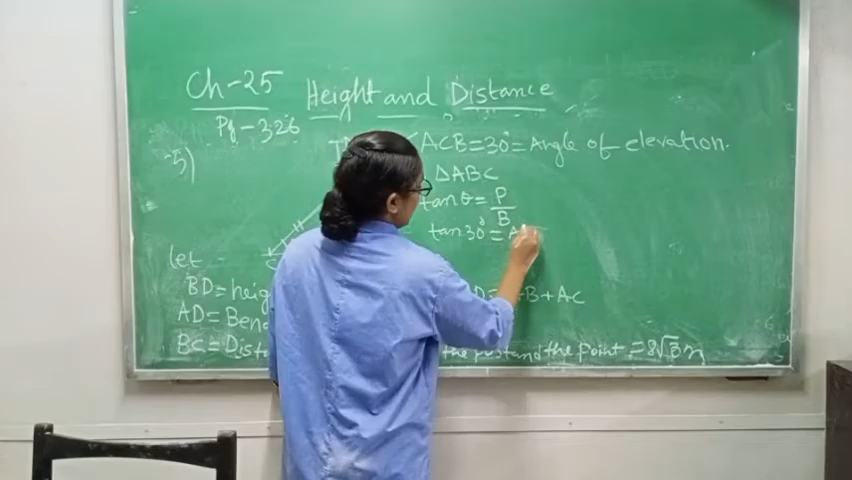 Ch-25 Height and Distance
Pg-326
5)
ACB=30°=Angle of elevation.
ΔABC
tan θ = P/B
tan 30° = A
C
let
BD=heig
AD=Ben
BC=Dist
B+AC
the post and the point = 8√3 m